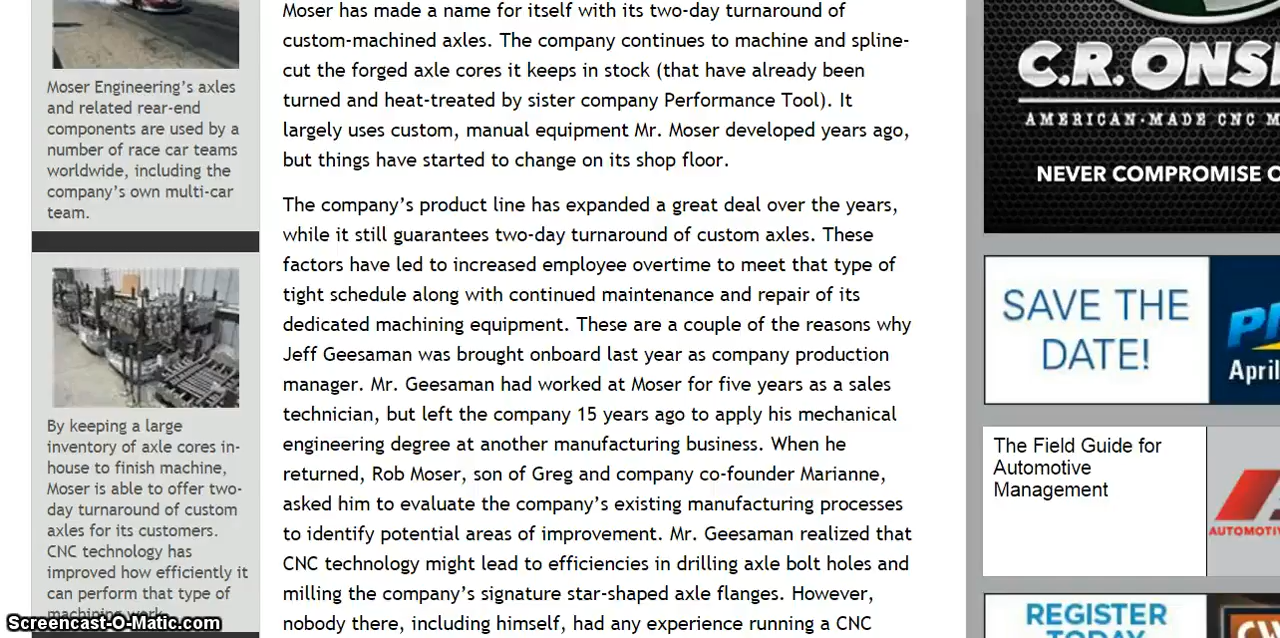 Moser Engineering’s axles
and related rear-end
components are used by a
number of race car teams
worldwide, including the
company’s own multi-car
team.
By keeping a large
inventory of axle cores in-
house to finish machine,
Moser is able to offer two-
day turnaround of custom
axles for its customers.
CNC technology has
improved how efficiently it
can perform that type of
machining work.
Moser has made a name for itself with its two-day turnaround of
custom-machined axles. The company continues to machine and spline-
cut the forged axle cores it keeps in stock (that have already been
turned and heat-treated by sister company Performance Tool). It
largely uses custom, manual equipment Mr. Moser developed years ago,
but things have started to change on its shop floor.
The company’s product line has expanded a great deal over the years,
while it still guarantees two-day turnaround of custom axles. These
factors have led to increased employee overtime to meet that type of
tight schedule along with continued maintenance and repair of its
dedicated machining equipment. These are a couple of the reasons why
Jeff Geesaman was brought onboard last year as company production
manager. Mr. Geesaman had worked at Moser for five years as a sales
technician, but left the company 15 years ago to apply his mechanical
engineering degree at another manufacturing business. When he
returned, Rob Moser, son of Greg and company co-founder Marianne,
asked him to evaluate the company’s existing manufacturing processes
to identify potential areas of improvement. Mr. Geesaman realized that
CNC technology might lead to efficiencies in drilling axle bolt holes and
milling the company’s signature star-shaped axle flanges. However,
nobody there, including himself, had any experience running a CNC
C.R.ONS
AMERICAN-MADE CNC M
NEVER COMPROMISE
SAVE THE
DATE!
April
The Field Guide for
Automotive
Management
AUTOMOTIV
REGISTER
TODAY
Screencast-O-Matic.com